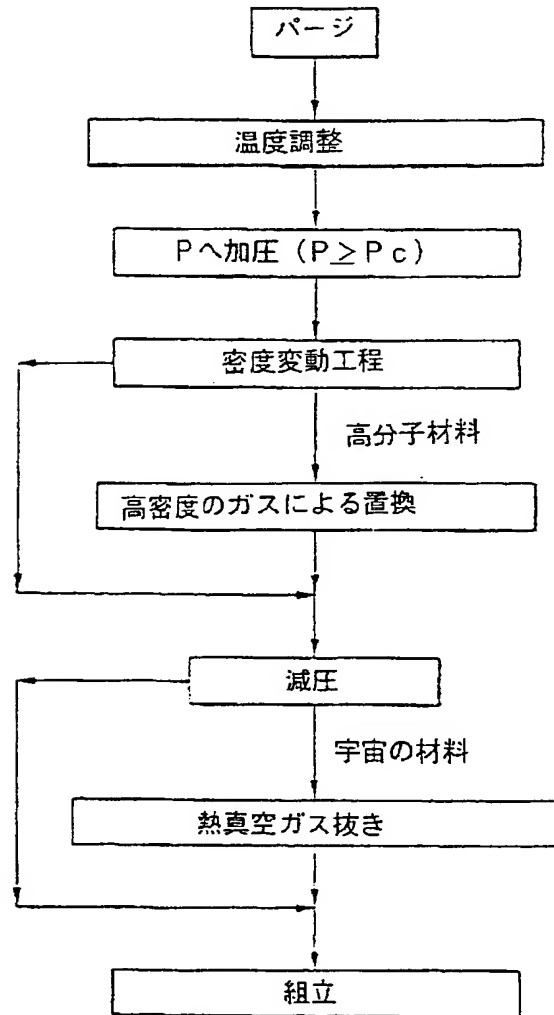 パージ
温度調整
Pへ加圧（P≥Pc）
密度変動工程
高分子材料
高密度のガスによる置換
減圧
宇宙の材料
熱真空ガス抜き
組立